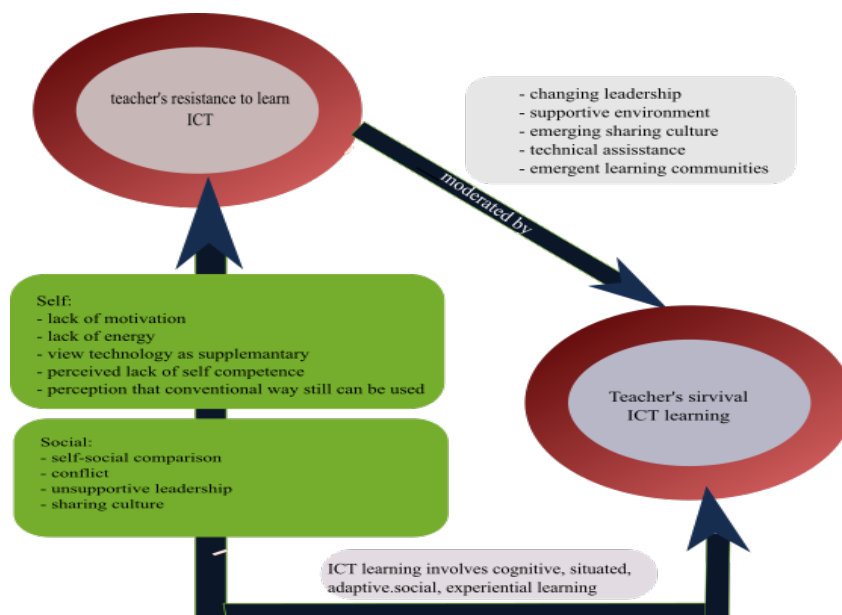 teacher's resistance to learn
ICT
- changing leadership
- supportive environment
- emerging sharing culture
- technical assisstance
- emergent learning communities
moderated by
Self:
- lack of motivation
- lack of energy
- view technology as supplemantary
- perceived lack of self competence
- perception that conventional way still can be used
Teacher's sirvival
ICT learning
Social:
- self-social comparison
- conflict
- unsupportive leadership
- sharing culture
ICT learning involves cognitive, situated,
adaptive.social, experiential learning